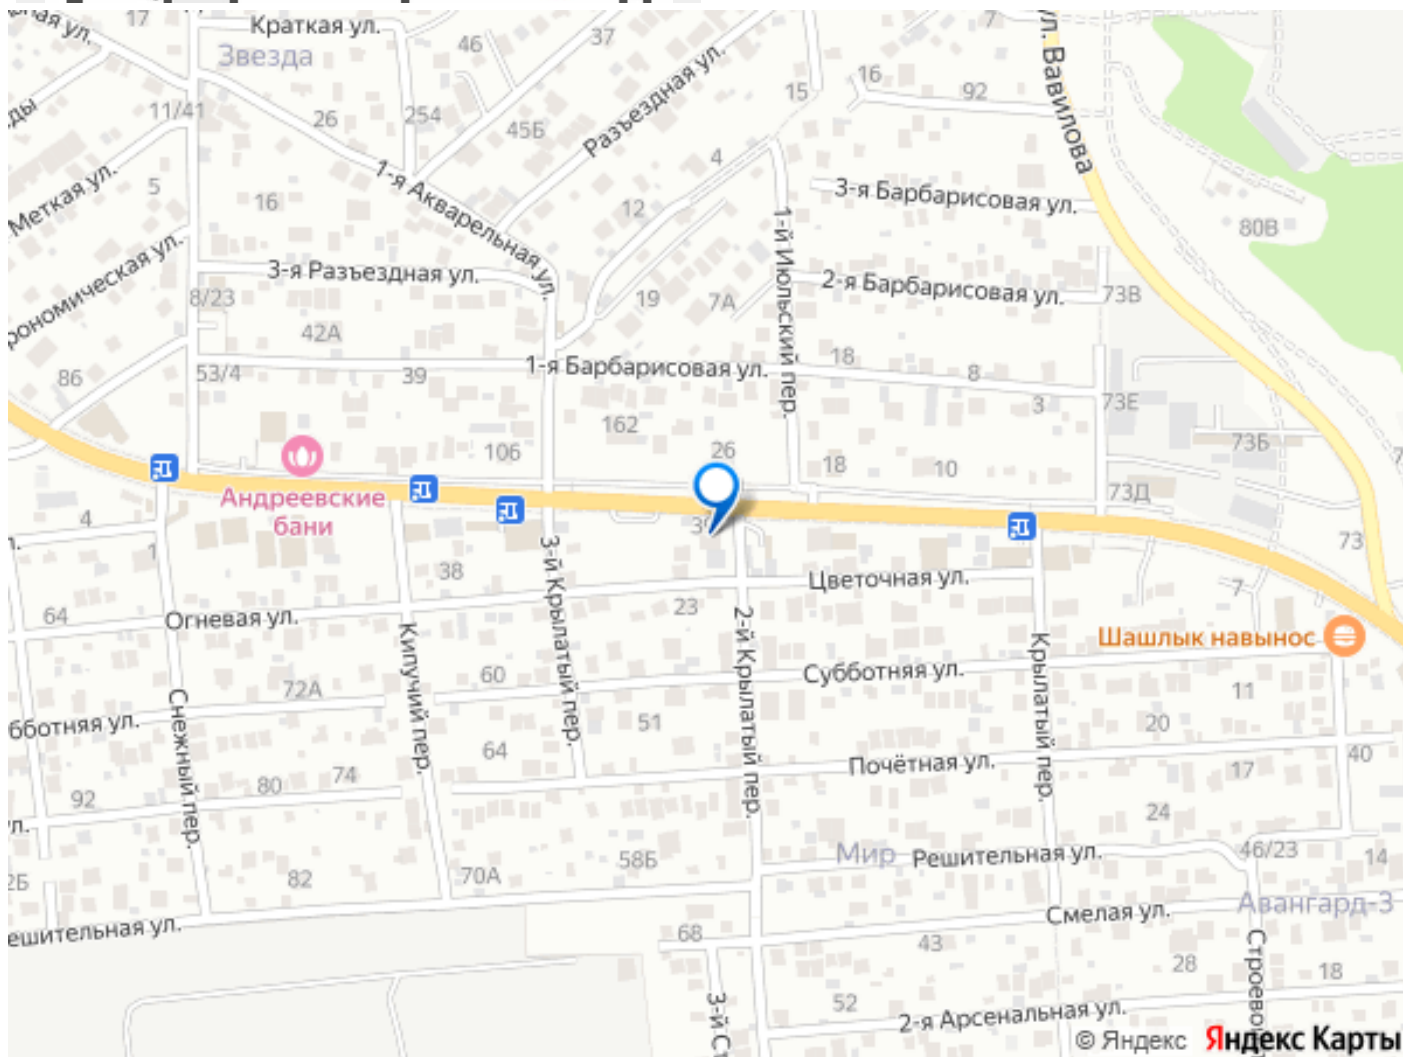 17
Краткая ул.
46
37
7
ул. Вавилова
Звезда
Разъездная ул.
16
92
15
11/41
26
254
45Б
4
1-я Акварельная ул.
3-я Барбарисовая ул.
Меткая ул.
5
16
12
1-й Июльский пер.
80В
3-я Разъездная ул.
2-я Барбарисовая ул.
73В
8/23
19
7А
42А
18
86
53/4
39
1-я Барбарисовая ул.
8
3
73Е
162
106
26
18
10
73Б
73Д
Андреевские
бани
4
1
38
3-й Крылатый пер.
Цветочная ул.
73
7
64
Огневая ул.
23
2-й Крылатый пер.
Кипучий пер.
Крылатый пер.
Шашлык навынос
72А
60
Субботная ул.
11
Снежный пер.
51
20
64
74
80
92
Почётная ул.
17
40
24
58Б
Мир
Решительная ул.
46/23
14
82
70А
Авангард-3
Смелая ул.
68
43
28
18
52
2-я Арсенальная ул.
© Яндекс Яндекс Карты